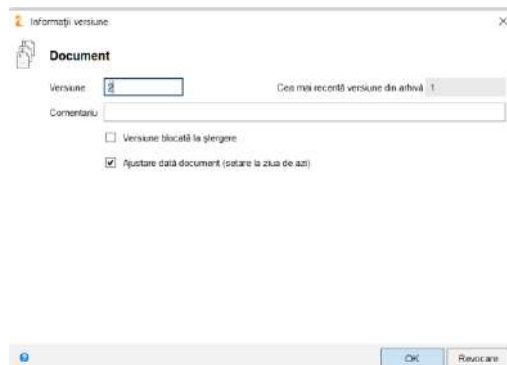 Informații versiune
Document
Versiune 2 Cea mai recentă versiune din arhivă 1
Comentariu
Versiune blocată la ștergere
Ajustare dată document (setare la ziua de azi)
OK Revocare